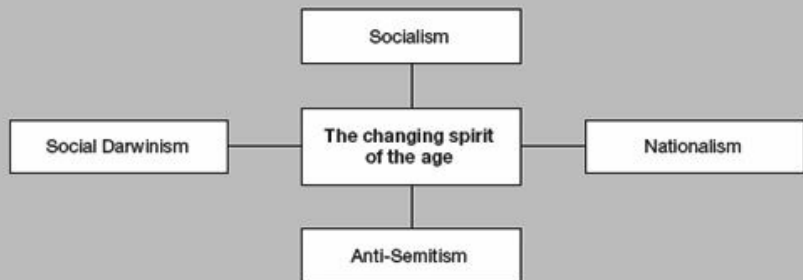 Socialism
Social Darwinism
The changing spirit
of the age
Nationalism
Anti-Semitism